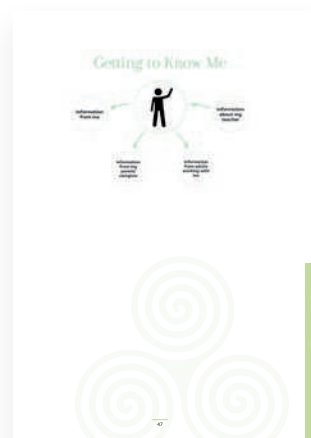 Getting to Know Me
information
from me
information
about my
teacher
information
from my
parent/
caregiver
information
from adults
working with
me
47